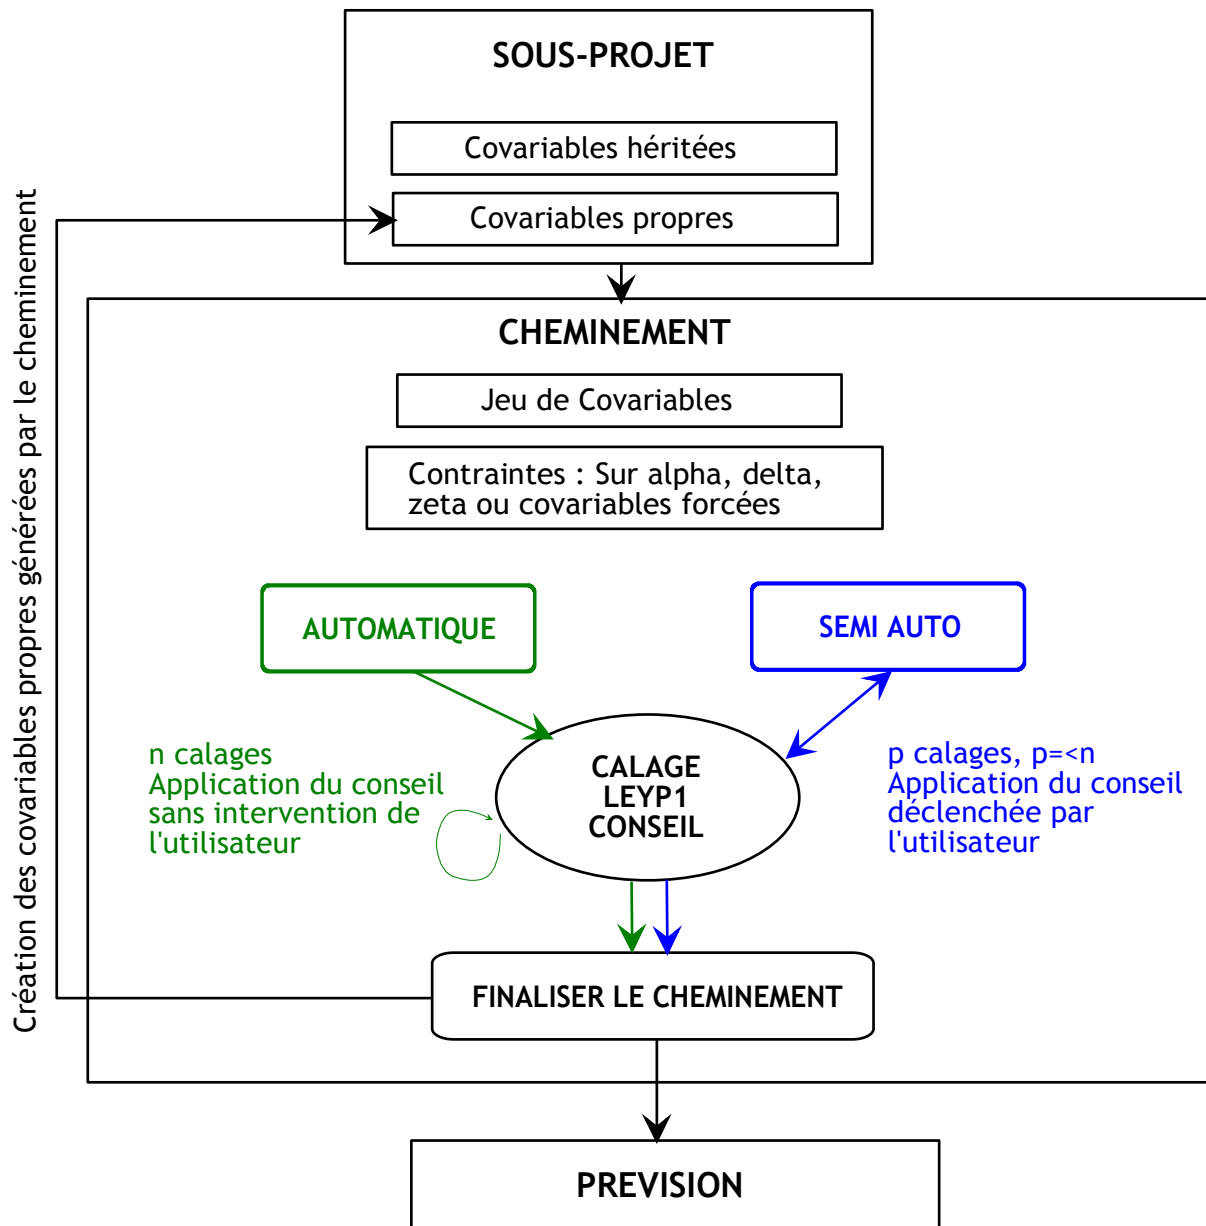 SOUS-PROJET
Covariables héritées
Covariables propres
Création des covariables propres générées par le cheminement
CHEMINEMENT
Jeu de Covariables
Contraintes : Sur alpha, delta,
zeta ou covariables forcées
AUTOMATIQUE
SEMI AUTO
n calages
Application du conseil
sans intervention de
l'utilisateur
CALAGE
LEYP1
CONSEIL
p calages, p=<n
Application du conseil
déclenchée par
l'utilisateur
FINALISER LE CHEMINEMENT
PREVISION